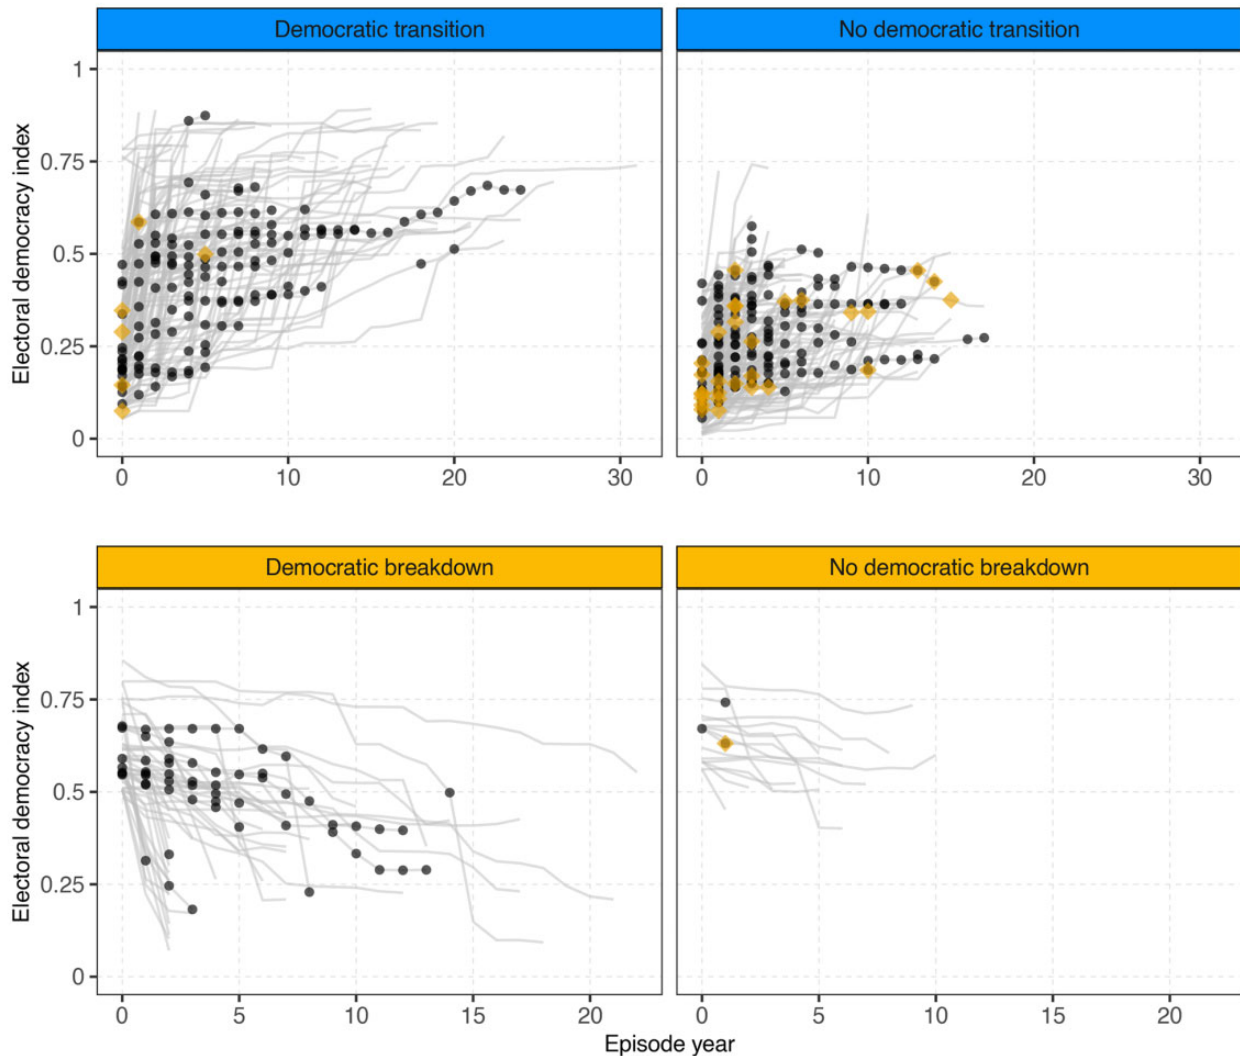 Democratic transition
No democratic transition
Electoral democracy index
1
0.75
0.5
0.25
0
0 10 20 30
0 10 20 30
Democratic breakdown
No democratic breakdown
Electoral democracy index
1
0.75
0.5
0.25
0
0 5 10 15 20
0 5 10 15 20
Episode year